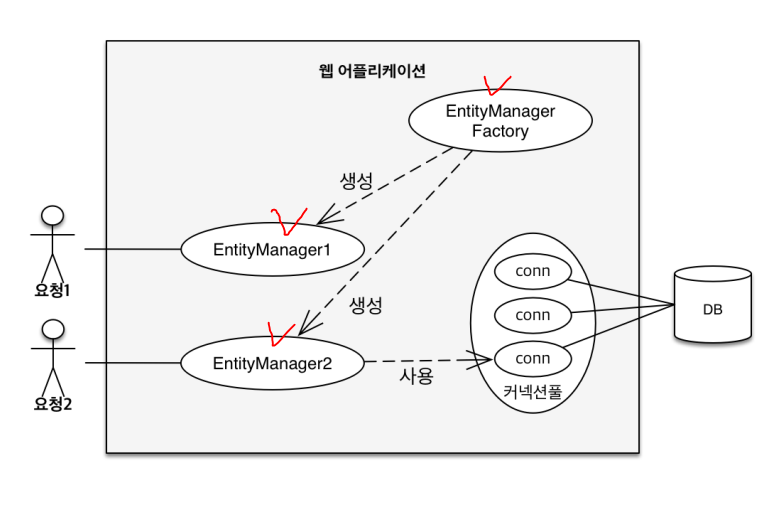 웹 어플리케이션
EntityManager
Factory
생성
EntityManager1
요청1
생성
conn
conn
conn
DB
EntityManager2
사용
커넥션풀
요청2